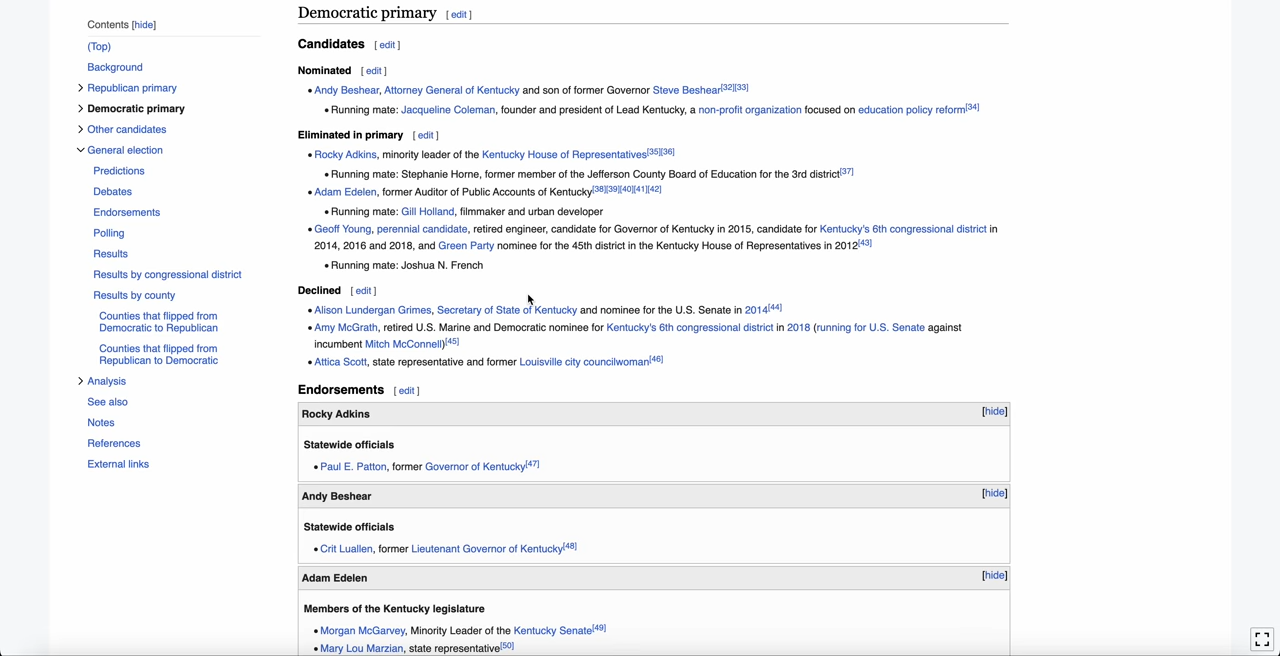 Contents [hide]
(Top)
Background
Republican primary
Democratic primary
Other candidates
General election
Predictions
Debates
Endorsements
Polling
Results
Results by congressional district
Results by county
Counties that flipped from
Democratic to Republican
Counties that flipped from
Republican to Democratic
Analysis
See also
Notes
References
External links
Democratic primary [ edit ]
Candidates [ edit ]
Nominated [ edit ]
• Andy Beshear, Attorney General of Kentucky and son of former Governor Steve Beshear[32][33]
• Running mate: Jacqueline Coleman, founder and president of Lead Kentucky, a non-profit organization focused on education policy reform[34]
Eliminated in primary [ edit ]
• Rocky Adkins, minority leader of the Kentucky House of Representatives[35][36]
• Running mate: Stephanie Horne, former member of the Jefferson County Board of Education for the 3rd district[37]
• Adam Edelen, former Auditor of Public Accounts of Kentucky[38][39][40][41][42]
• Running mate: Gill Holland, filmmaker and urban developer
• Geoff Young, perennial candidate, retired engineer, candidate for Governor of Kentucky in 2015, candidate for Kentucky's 6th congressional district in
2014, 2016 and 2018, and Green Party nominee for the 45th district in the Kentucky House of Representatives in 2012[43]
• Running mate: Joshua N. French
Declined [ edit ]
• Alison Lundergan Grimes, Secretary of State of Kentucky and nominee for the U.S. Senate in 2014[44]
• Amy McGrath, retired U.S. Marine and Democratic nominee for Kentucky's 6th congressional district in 2018 (running for U.S. Senate against
incumbent Mitch McConnell)[45]
• Attica Scott, state representative and former Louisville city councilwoman[46]
Endorsements [ edit ]
Rocky Adkins [hide]
Statewide officials
• Paul E. Patton, former Governor of Kentucky[47]
Andy Beshear [hide]
Statewide officials
• Crit Luallen, former Lieutenant Governor of Kentucky[48]
Adam Edelen [hide]
Members of the Kentucky legislature
• Morgan McGarvey, Minority Leader of the Kentucky Senate[49]
• Mary Lou Marzian, state representative[50]